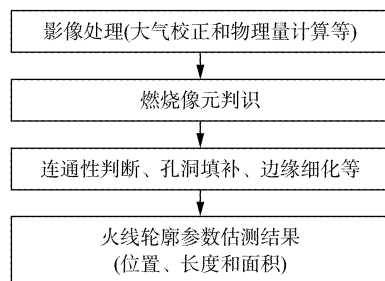 影像处理(大气校正和物理量计算等)
燃烧像元判识
连通性判断、孔洞填补、边缘细化等
火线轮廓参数估测结果
(位置、长度和面积)